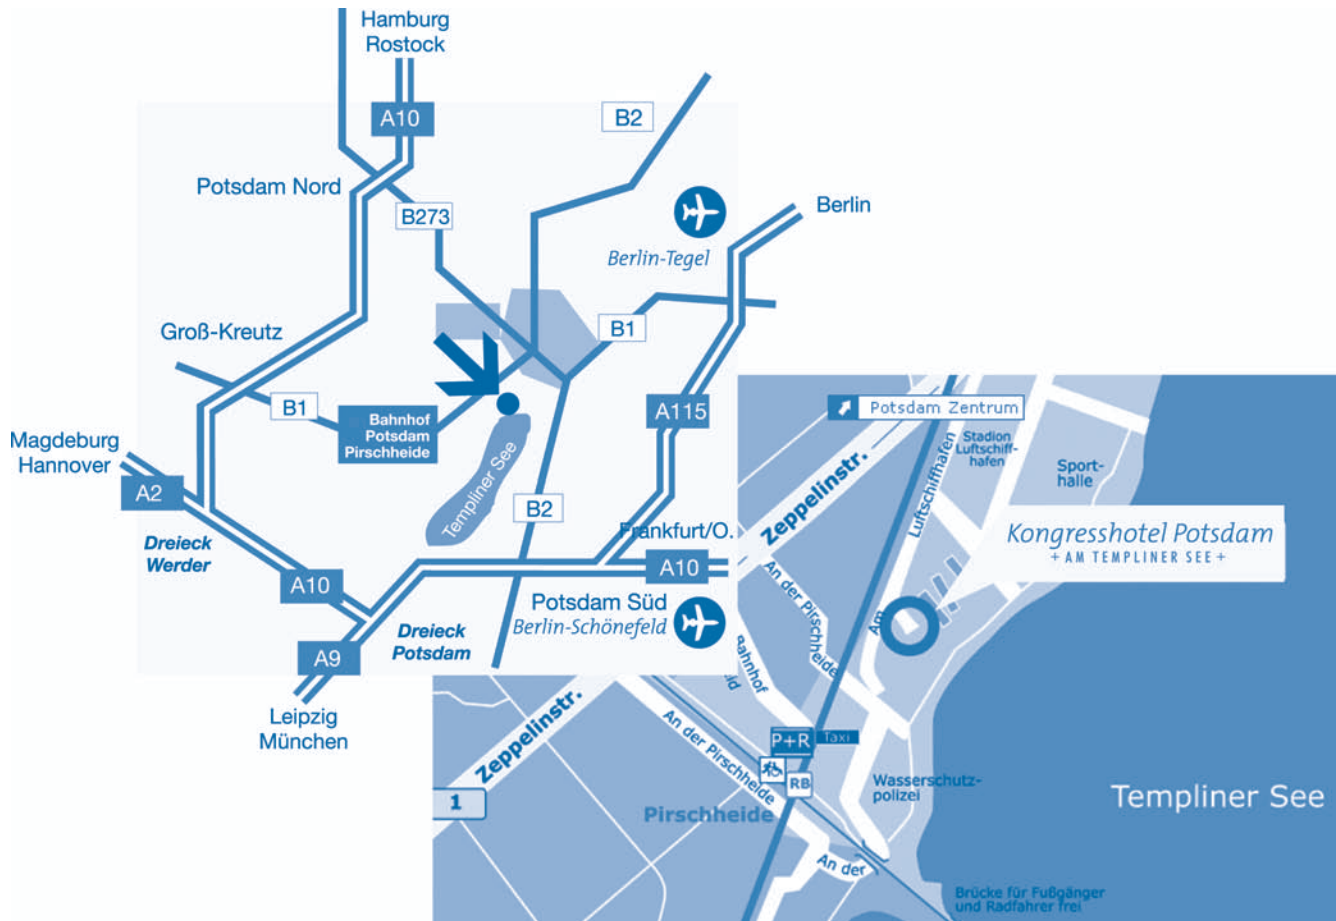 Hamburg
Rostock
A10
B2
Potsdam Nord
B273
Berlin
Berlin-Tegel
Groß-Kreutz
B1
B1
A115
Bahnhof
Potsdam
Pirschheide
Magdeburg
Hannover
A2
Templiner See
B2
Frankfurt/O.
Dreieck
Werder
A10
A10
Potsdam Süd
Berlin-Schönefeld
Dreieck
Potsdam
A9
Leipzig
München
Potsdam Zentrum
Stadion
Luftschiff-
hafen
Sport-
halle
Zeppelinstr.
Am
Luftschiffhafen
Kongresshotel Potsdam
+ AM TEMPLINER SEE +
An der Pirschheide
Bahnhof
Zeppelinstr.
An der Pirschheide
P+R
Taxi
RB
1
Pirschheide
Wasserschutz-
polizei
Templiner See
An der
Brücke für Fußgänger
und Radfahrer frei